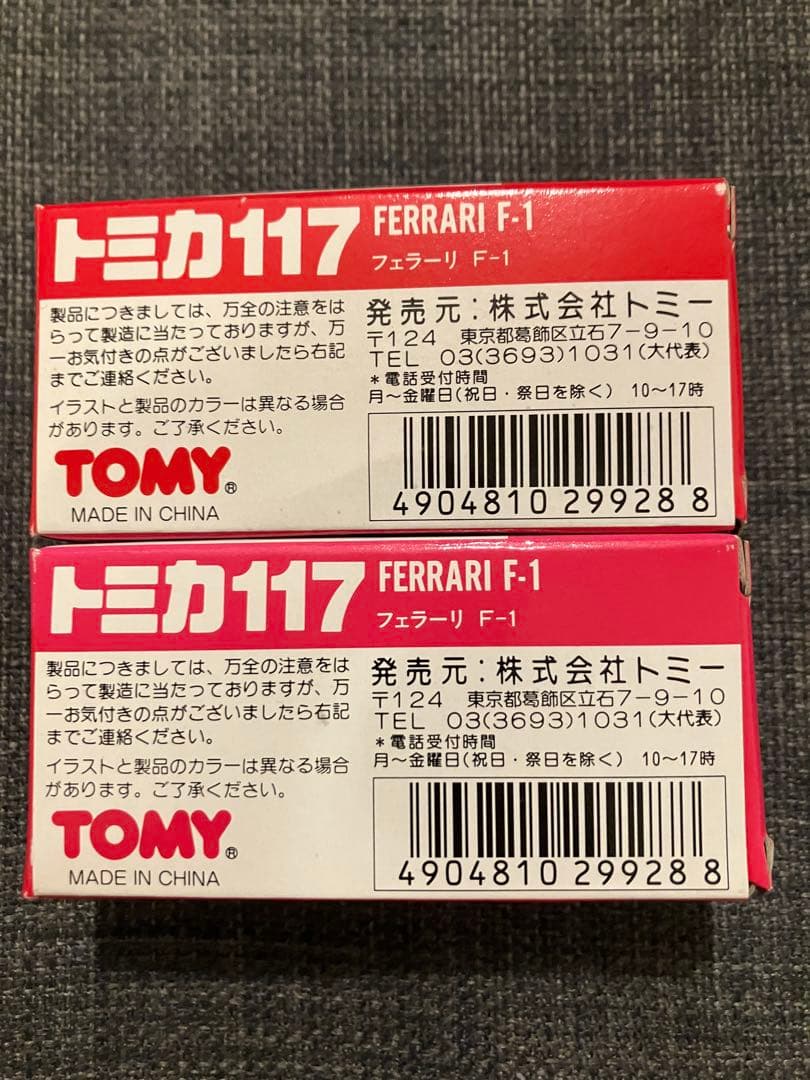 トミカ117 FERRARI F-1
フェラーリ F-1
製品につきましては、万全の注意をは
らって製造に当たっておりますが、万
一お気付きの点がございましたら右記
までご連絡ください。
イラストと製品のカラーは異なる場合
があります。ご了承ください。
TOMY®
MADE IN CHINA
発売元:株式会社トミー
〒124 東京都葛飾区立石7-9-10
TEL 03(3693)1031(大代表)
*電話受付時間
月~金曜日(祝日・祭日を除く) 10~17時
4904810 299288
トミカ117 FERRARI F-1
フェラーリ F-1
製品につきましては、万全の注意をは
らって製造に当たっておりますが、万
一お気付きの点がございましたら右記
までご連絡ください。
イラストと製品のカラーは異なる場合
があります。ご了承ください。
TOMY®
MADE IN CHINA
発売元:株式会社トミー
〒124 東京都葛飾区立石7-9-10
TEL 03(3693)1031(大代表)
*電話受付時間
月~金曜日(祝日・祭日を除く) 10~17時
4904810 299288